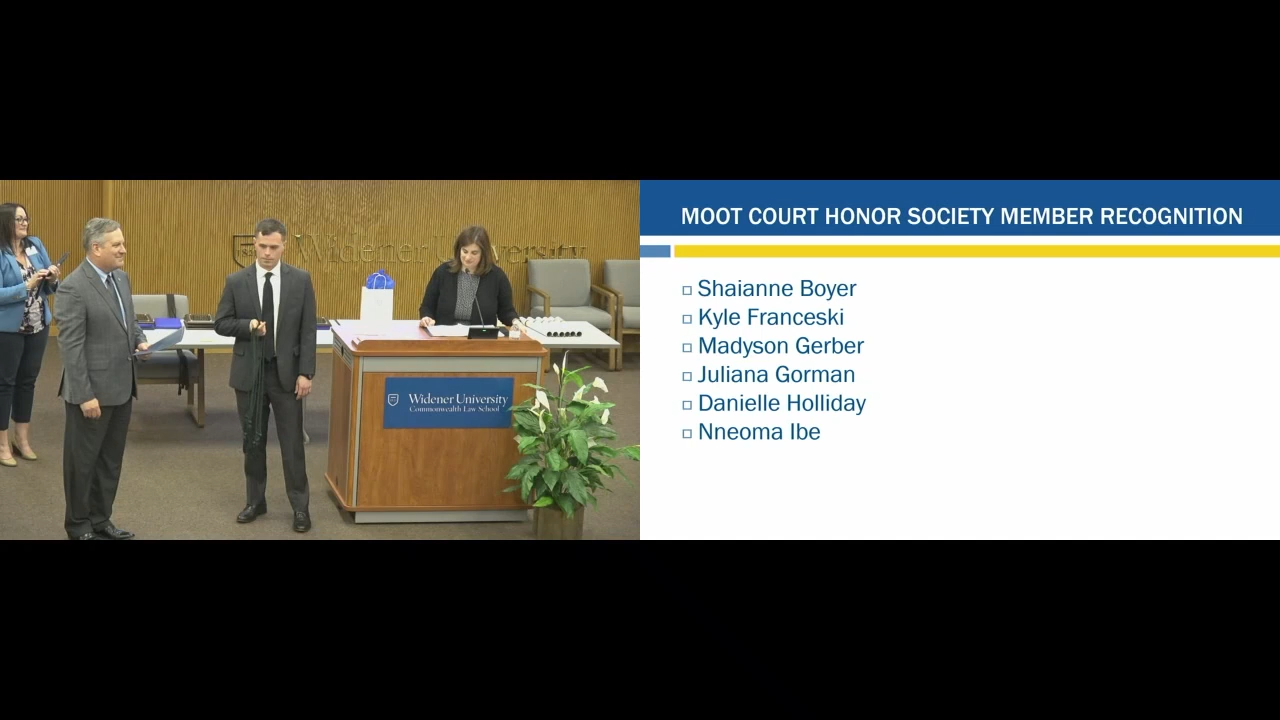 Widener University
Widener University
Commonwealth Law School
MOOT COURT HONOR SOCIETY MEMBER RECOGNITION
Shaianne Boyer
Kyle Franceski
Madyson Gerber
Juliana Gorman
Danielle Holliday
Nneoma Ibe